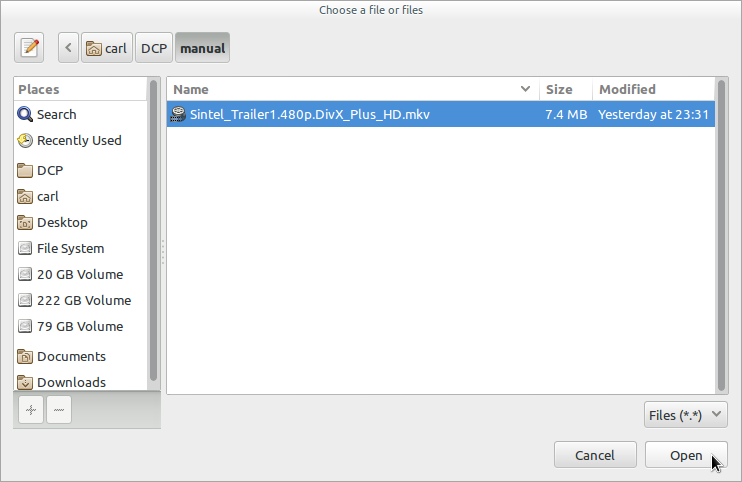 Choose a file or files
carl DCP manual
Places
Search
Recently Used
DCP
carl
Desktop
File System
20 GB Volume
222 GB Volume
79 GB Volume
Documents
Downloads
Name Size Modified
Sintel_Trailer1.480p.DivX_Plus_HD.mkv 7.4 MB Yesterday at 23:31
Files (*.*)
Cancel Open